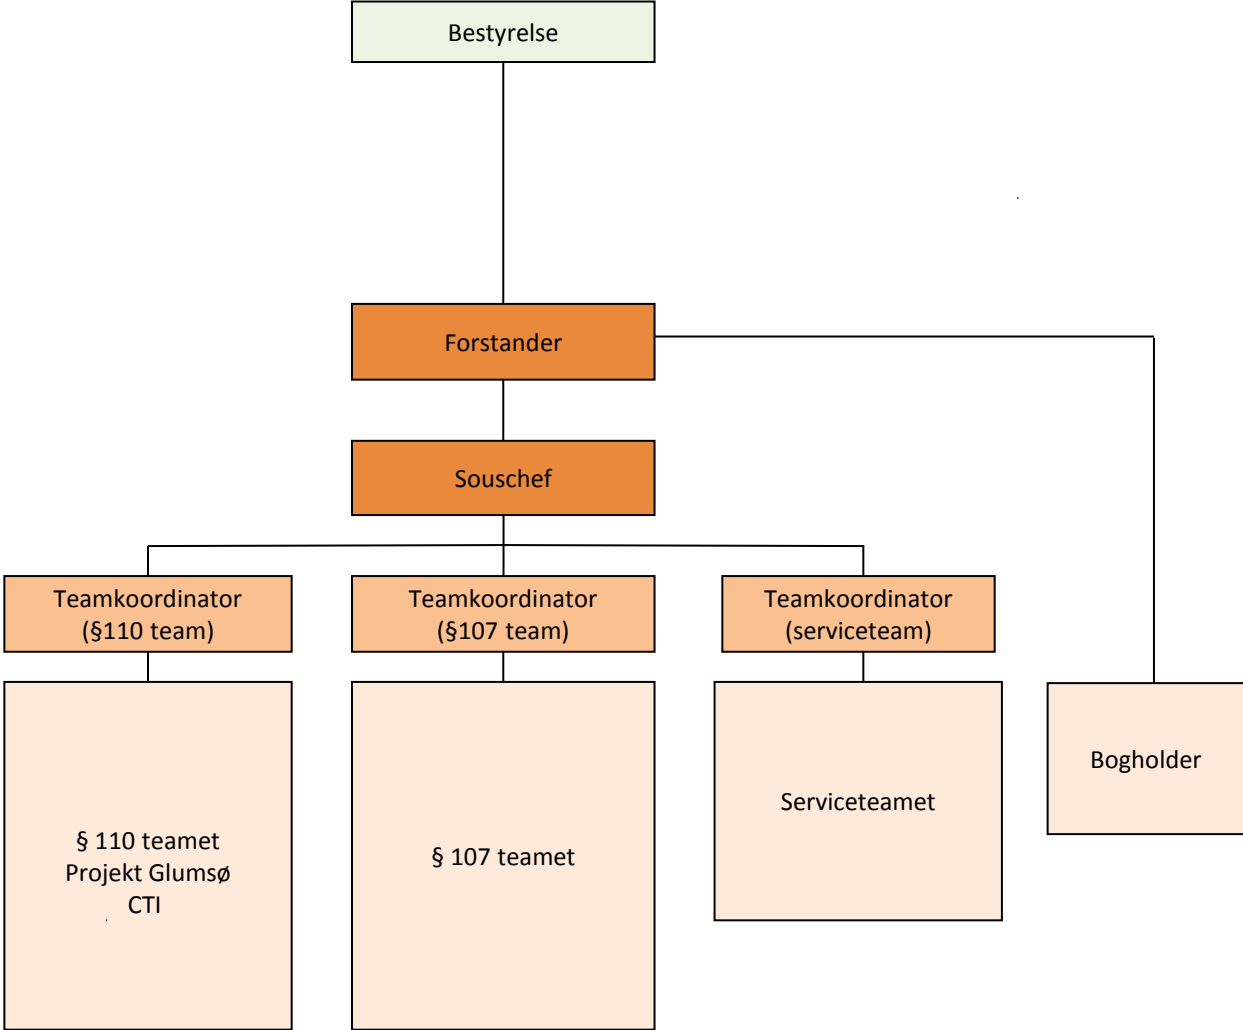 Bestyrelse
Forstander
Souschef
Teamkoordinator
(§110 team)
Teamkoordinator
(§107 team)
Teamkoordinator
(serviceteam)
§ 110 teamet
Projekt Glumsø
CTI
§ 107 teamet
Serviceteamet
Bogholder